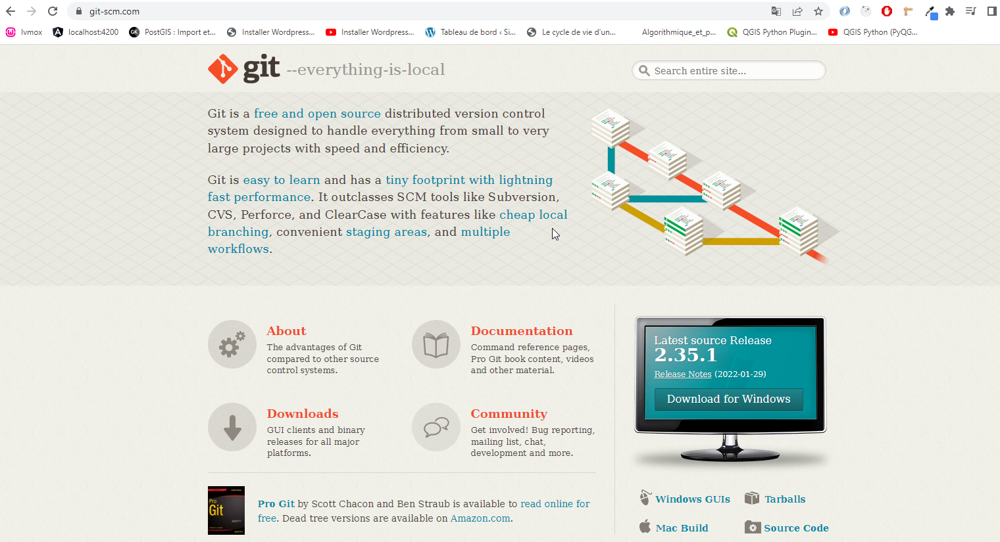 git-scm.com
lvmox
localhost:4200
PostGIS : Import et...
Installer Wordpress...
Installer Wordpress...
Tableau de bord ‹ Si...
Le cycle de vie d'un...
Algorithmique_et_p...
QGIS Python Plugin...
QGIS Python (PyQG...
git --everything-is-local
Search entire site...
Git is a free and open source distributed version control
system designed to handle everything from small to very
large projects with speed and efficiency.
Git is easy to learn and has a tiny footprint with lightning
fast performance. It outclasses SCM tools like Subversion,
CVS, Perforce, and ClearCase with features like cheap local
branching, convenient staging areas, and multiple
workflows.
About
The advantages of Git
compared to other source
control systems.
Documentation
Command reference pages,
Pro Git book content, videos
and other material.
Downloads
GUI clients and binary
releases for all major
platforms.
Community
Get involved! Bug reporting,
mailing list, chat,
development and more.
Pro
Git
Pro Git by Scott Chacon and Ben Straub is available to read online for
free. Dead tree versions are available on Amazon.com.
Latest source Release
2.35.1
Release Notes (2022-01-29)
Download for Windows
Windows GUIs
Tarballs
Mac Build
Source Code